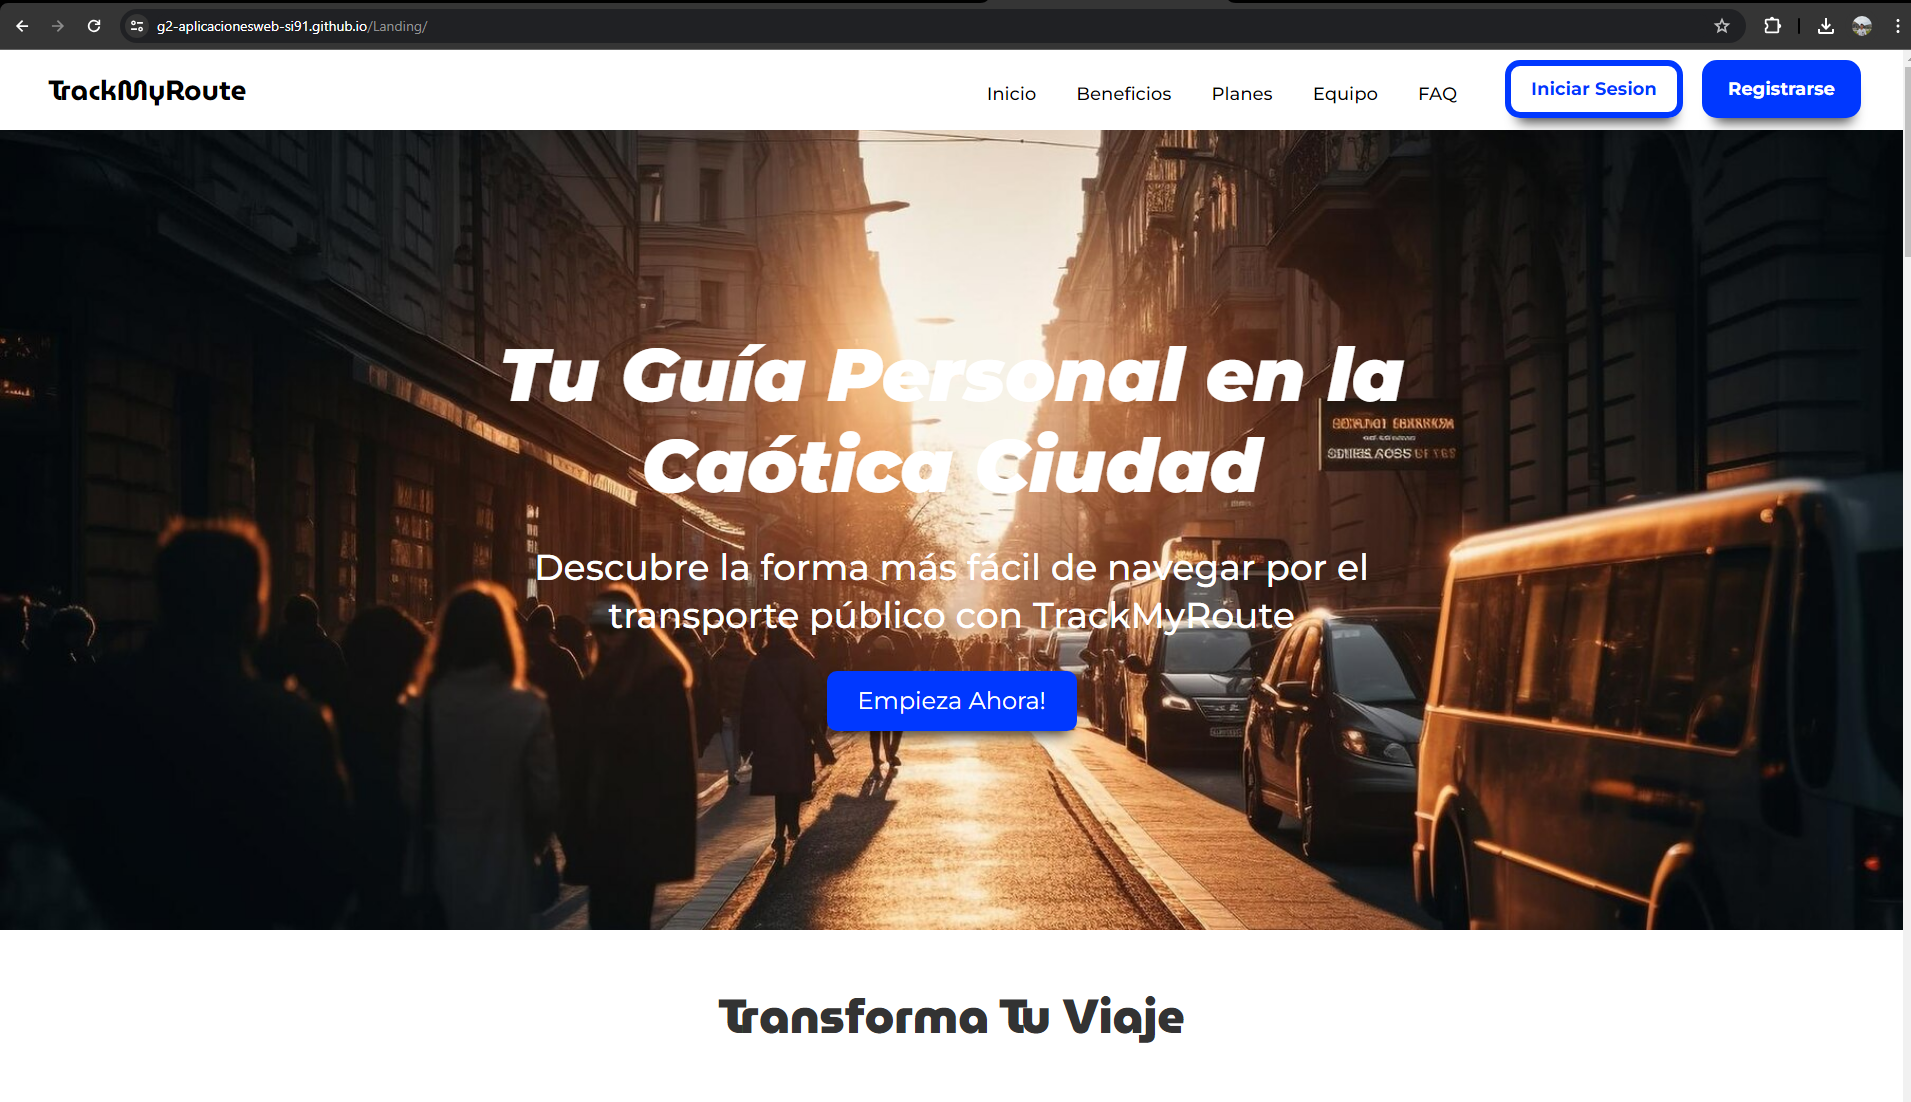 g2-aplicacionesweb-si91.github.io/Landing/
TrackMyRoute
Inicio Beneficios Planes Equipo FAQ Iniciar Sesion Registrarse
Tu Guía Personal en la
Caótica Ciudad
Descubre la forma más fácil de navegar por el
transporte público con TrackMyRoute
Empieza Ahora!
Transforma Tu Viaje